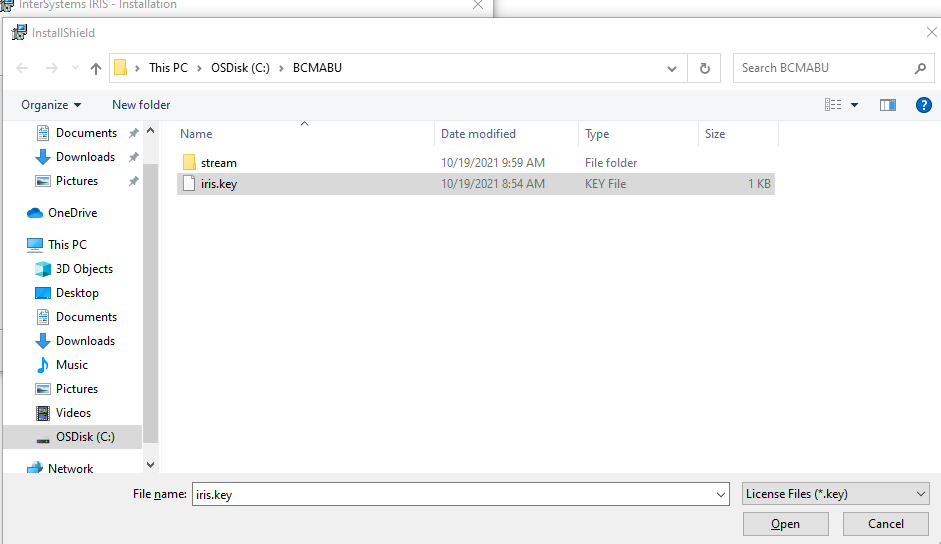 InterSystems IRIS - Installation
InstallShield
This PC > OSDisk (C:) > BCMABU
Search BCMABU
Organize
New folder
Name
Date modified
Type
Size
Documents
Downloads
Pictures
OneDrive
This PC
3D Objects
Desktop
Documents
Downloads
Music
Pictures
Videos
OSDisk (C:)
Network
stream 10/19/2021 9:59 AM File folder
iris.key 10/19/2021 8:54 AM KEY File 1 KB
File name: iris.key
License Files (*.key)
Open
Cancel